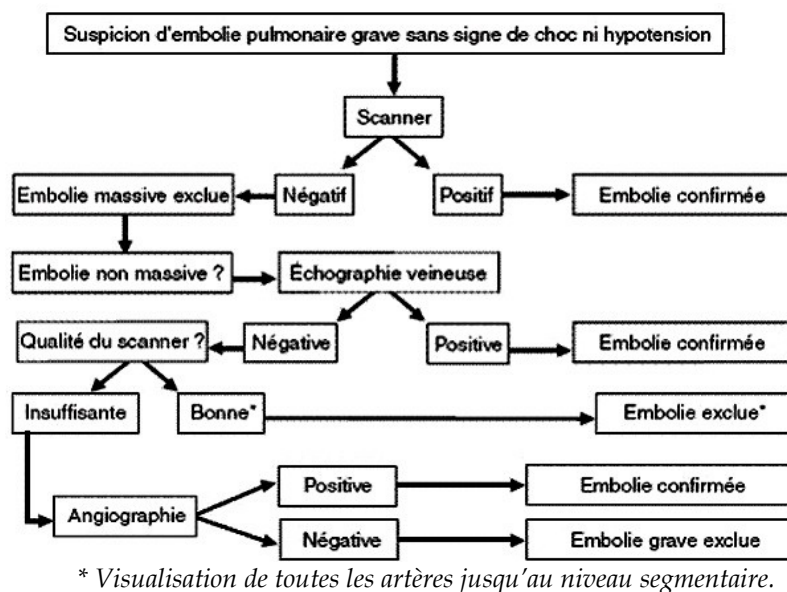 Suspicion d'embolie pulmonaire grave sans signe de choc ni hypotension
Scanner
Embolie massive exclue
Négatif
Positif
Embolie confirmée
Embolie non massive ?
Échographie veineuse
Qualité du scanner ?
Négative
Positive
Embolie confirmée
Insuffisante
Bonne*
Embolie exclue*
Angiographie
Positive
Embolie confirmée
Négative
Embolie grave exclue
* Visualisation de toutes les artères jusqu'au niveau segmentaire.